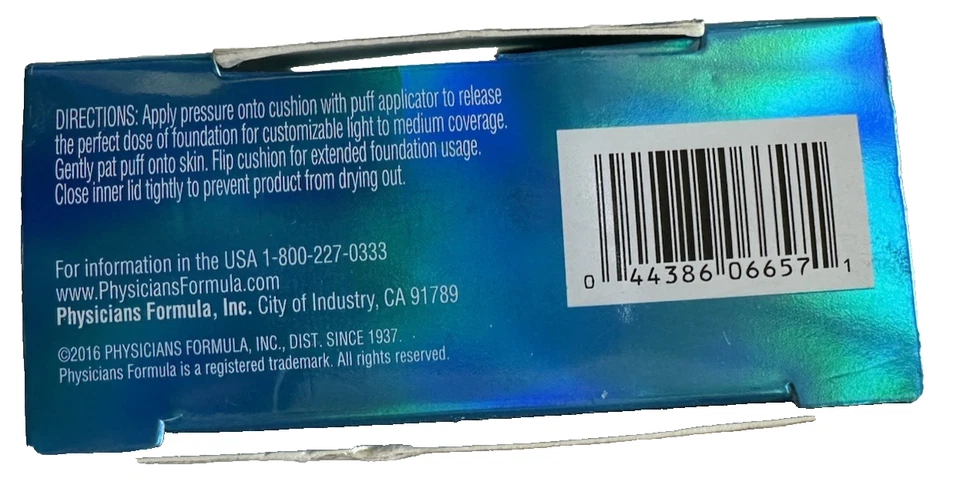 DIRECTIONS: Apply pressure onto cushion with puff applicator to release
the perfect dose of foundation for customizable light to medium coverage.
Gently pat puff onto skin. Flip cushion for extended foundation usage.
Close inner lid tightly to prevent product from drying out.
For information in the USA 1-800-227-0333
www.PhysiciansFormula.com
Physicians Formula, Inc. City of Industry, CA 91789
©2016 PHYSICIANS FORMULA, INC., DIST. SINCE 1937.
Physicians Formula is a registered trademark. All rights reserved.
0 44386 06657 1